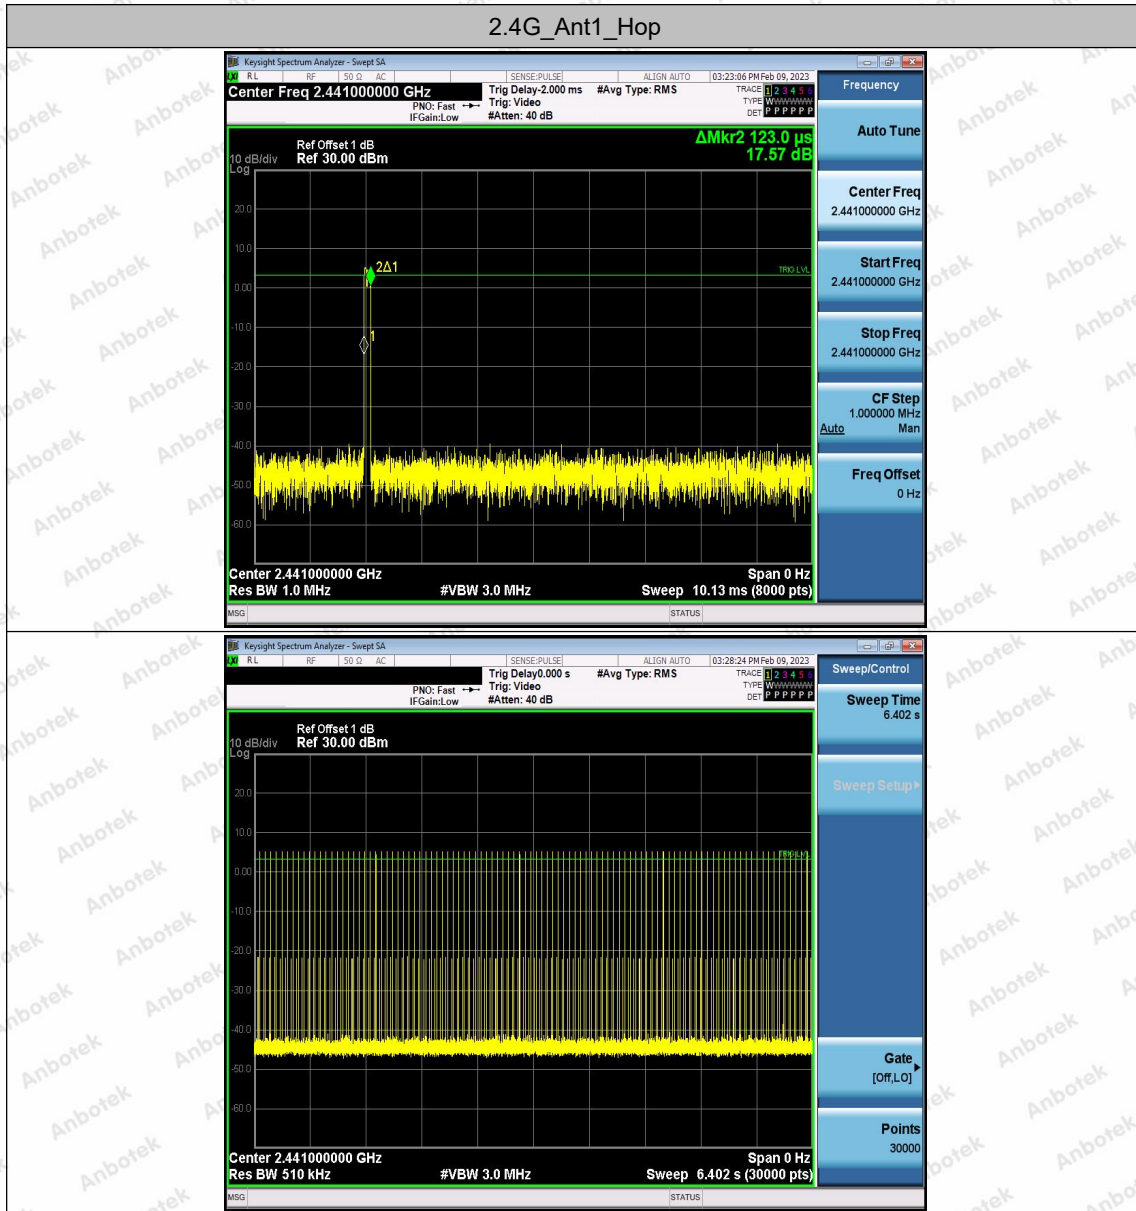 2.4G_Ant1_Hop
Keysight Spectrum Analyzer - Swept SA
RL RF 50 Ω AC SENSE:PULSE ALIGN AUTO 03:23:06 PM Feb 09, 2023
Center Freq 2.441000000 GHz
PNO: Fast
IFGain:Low
Trig Delay-2.000 ms
Trig: Video
#Atten: 40 dB
#Avg Type: RMS
TRACE 1 2 3 4 5 6
TYPE WWWWWW
DET P P P P P P
Frequency
Auto Tune
Center Freq
2.441000000 GHz
Start Freq
2.441000000 GHz
Stop Freq
2.441000000 GHz
CF Step
1.000000 MHz
Auto Man
Freq Offset
0 Hz
ΔMkr2 123.0 µs
17.57 dB
Ref Offset 1 dB
10 dB/div Ref 30.00 dBm
Log
20.0
10.0
2Δ1
TRIG LVL
0.00
-10.0
1
-20.0
-30.0
-40.0
-50.0
-60.0
Center 2.441000000 GHz Span 0 Hz
Res BW 1.0 MHz #VBW 3.0 MHz Sweep 10.13 ms (8000 pts)
MSG STATUS
Keysight Spectrum Analyzer - Swept SA
RL RF 50 Ω AC SENSE:PULSE ALIGN AUTO 03:28:24 PM Feb 09, 2023
PNO: Fast
IFGain:Low
Trig Delay0.000 s
Trig: Video
#Atten: 40 dB
#Avg Type: RMS
TRACE 1 2 3 4 5 6
TYPE WWWWWW
DET P P P P P P
Sweep/Control
Sweep Time
6.402 s
Sweep Setup
Gate
[Off,LO]
Points
30000
Ref Offset 1 dB
10 dB/div Ref 30.00 dBm
Log
20.0
10.0
TRIG LVL
0.00
-10.0
-20.0
-30.0
-40.0
-50.0
-60.0
Center 2.441000000 GHz Span 0 Hz
Res BW 510 kHz #VBW 3.0 MHz Sweep 6.402 s (30000 pts)
MSG STATUS
Anbotek